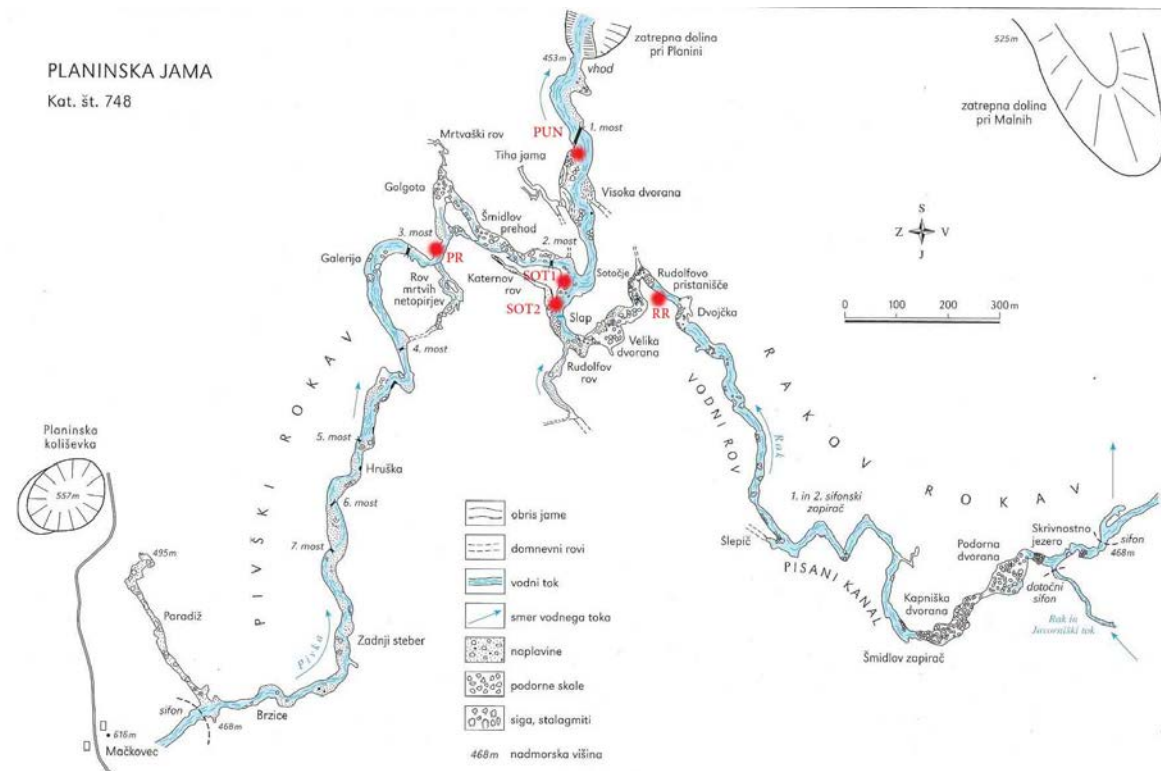 PLANINSKA JAMA
Kat. št. 748
zatrepna dolina
pri Planini
453m
vhod
525m
zatrepna dolina
pri Malnih
PUN
1. most
Mrtvaški rov
Tiha jama
Golgota
Visoka dvorana
Šmidlov
prehod
3. most
2. most
Galerija
PR
Rov
mrtvih
netopirjev
Katernov
rov
SOT1
SOT2
Sotočje
Rudolfovo
pristanišče
RR
Dvojčka
Slap
Velika
dvorana
Rudolfov
rov
4. most
S
Z V
J
0 100 200 300m
PIVŠKI ROKAV
RAKOV ROKAV
VODNI ROV
Rak
Planinska
koliševka
557m
5. most
Hruška
6. most
7. most
495m
Paradiž
Pivka
Zadnji steber
sifon
468m
Brzice
616m
Mačkovec
obris jame
domnevni rovi
vodni tok
smer vodnega toka
naplavine
podorne skale
siga, stalagmiti
468m nadmorska višina
1. in 2. sifonski
zapirač
Šlepič
PISANI KANAL
Skrivnostno
jezero
sifon
468m
Podorna
dvorana
Kapniška
dvorana
dotočni
sifon
Rak in
Javorniški tok
Šmidlov zapirač